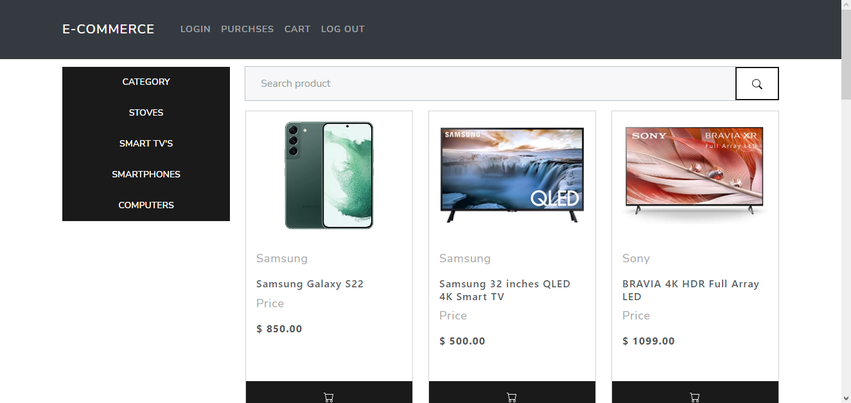 E-COMMERCE LOGIN PURCHSES CART LOG OUT
CATEGORY
STOVES
SMART TV'S
SMARTPHONES
COMPUTERS
Search product
Samsung
Samsung Galaxy S22
Price
$ 850.00
SAMSUNG
QLED
Samsung
Samsung 32 inches QLED
4K Smart TV
Price
$ 500.00
SONY BRAVIA XR
Full Array LED
Sony
BRAVIA 4K HDR Full Array
LED
Price
$ 1099.00